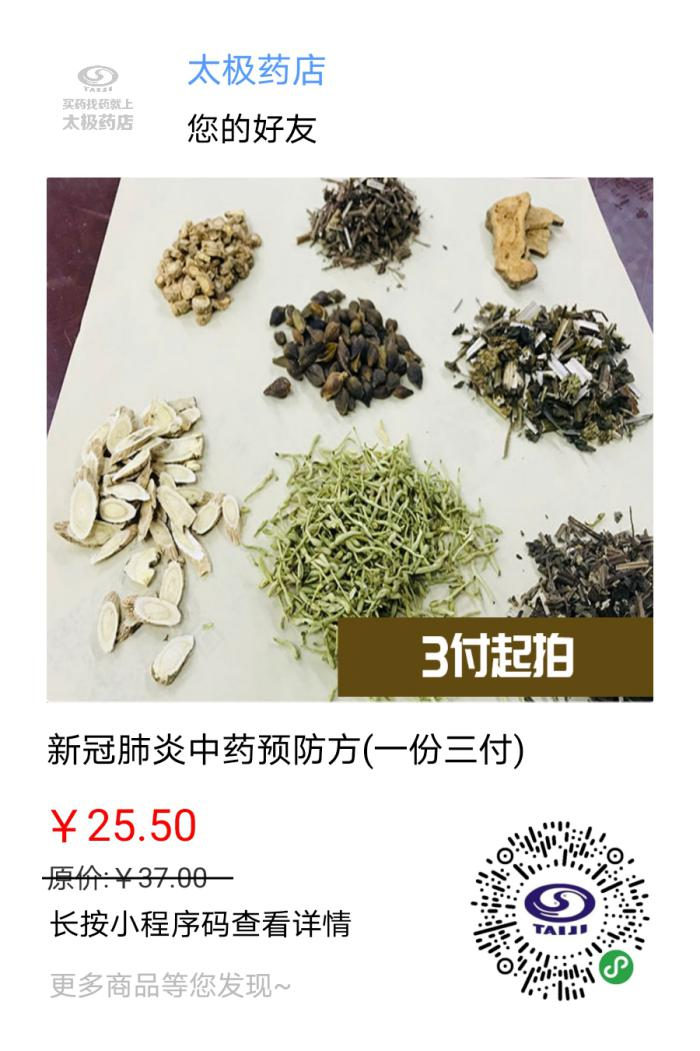 太极药店
TAIJI
买药找药就上
太极药店
您的好友
3付起拍
新冠肺炎中药预防方(一份三付)
￥25.50
原价:￥37.00
长按小程序码查看详情
TAIJI
更多商品等您发现~